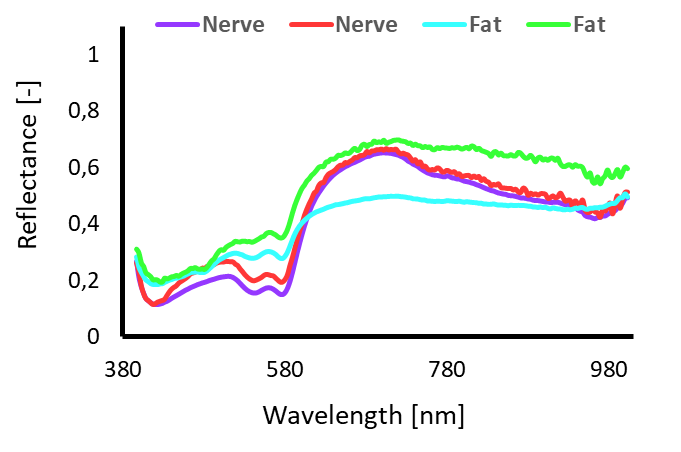 Nerve Nerve Fat Fat
1
0,8
0,6
0,4
0,2
0
Reflectance [-]
380 580 780 980
Wavelength [nm]